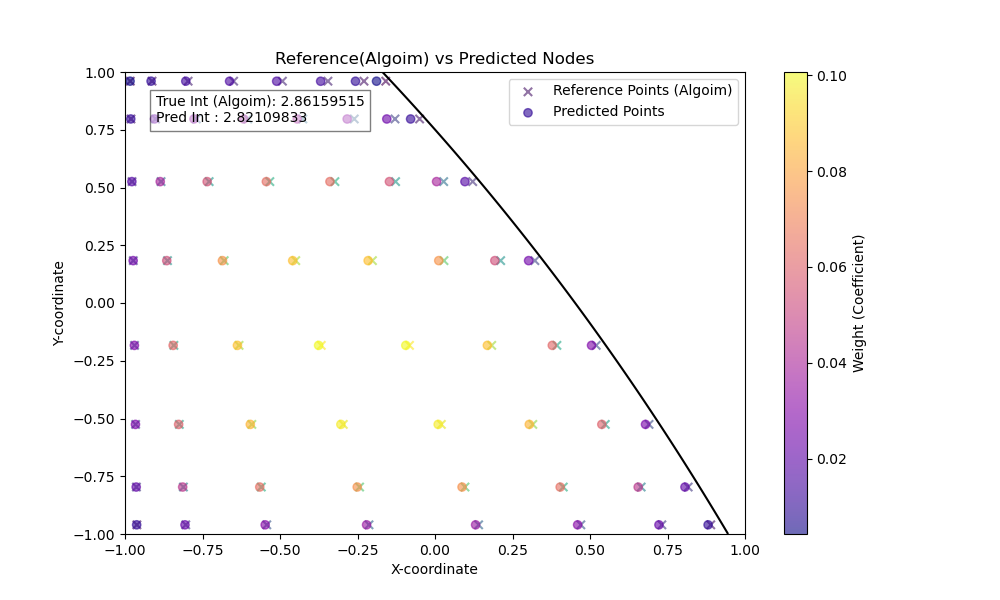 Reference(Algoim) vs Predicted Nodes
True Int (Algoim): 2.86159515
Pred Int : 2.82109833
Reference Points (Algoim)
Predicted Points
1.00
0.75
0.50
0.25
0.00
−0.25
−0.50
−0.75
−1.00
Y-coordinate
−1.00 −0.75 −0.50 −0.25 0.00 0.25 0.50 0.75 1.00
X-coordinate
0.10
0.08
0.06
0.04
0.02
Weight (Coefficient)